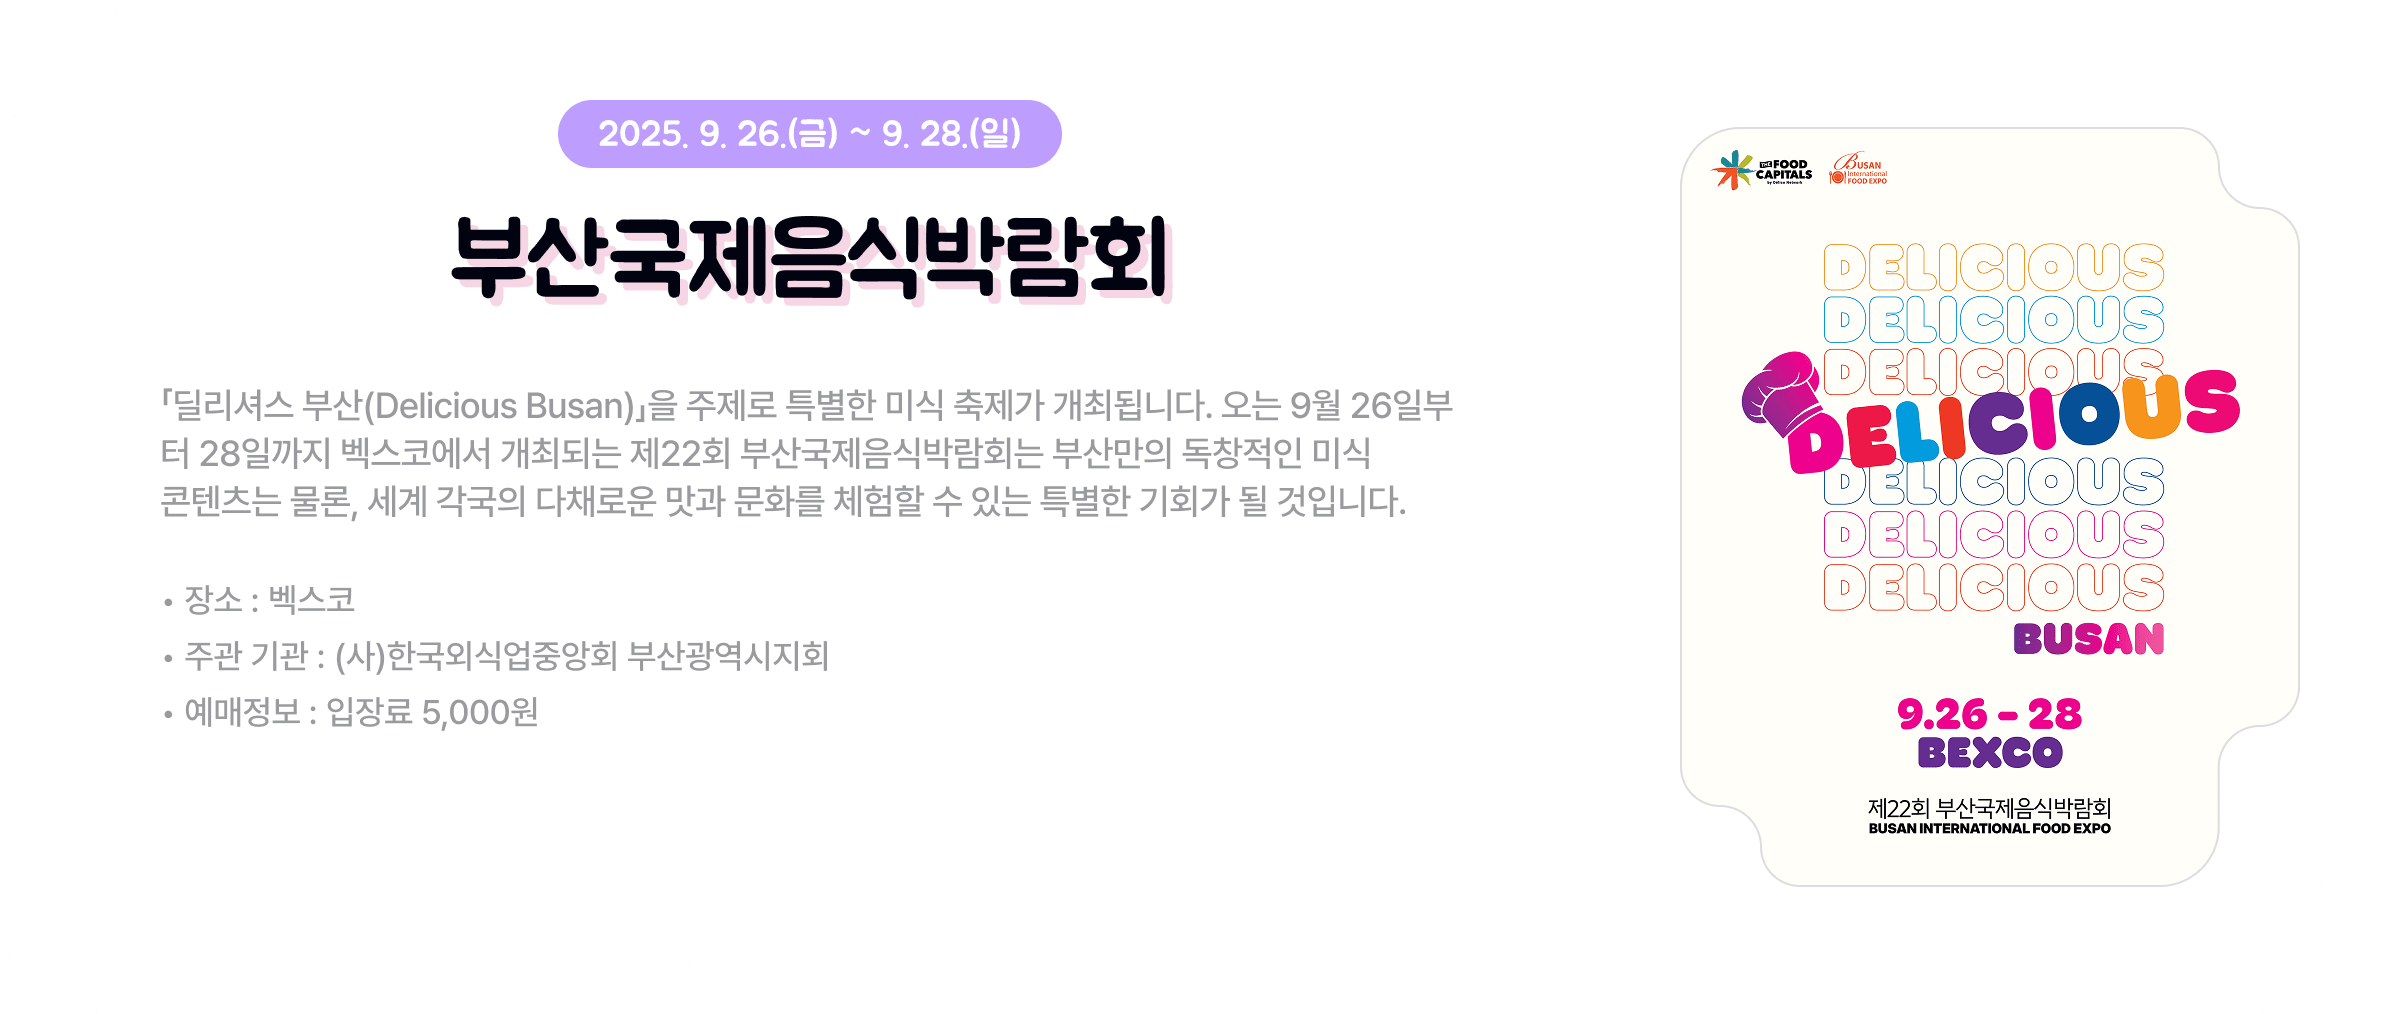 2025. 9. 26.(금) ~ 9. 28.(일)
부산국제음식박람회
「딜리셔스 부산(Delicious Busan)」을 주제로 특별한 미식 축제가 개최됩니다. 오는 9월 26일부
터 28일까지 벡스코에서 개최되는 제22회 부산국제음식박람회는 부산만의 독창적인 미식
콘텐츠는 물론, 세계 각국의 다채로운 맛과 문화를 체험할 수 있는 특별한 기회가 될 것입니다.
• 장소 : 벡스코
• 주관 기관 : (사)한국외식업중앙회 부산광역시지회
• 예매정보 : 입장료 5,000원
THE FOOD
CAPITALS
by Délice Network
BUSAN
International
FOOD EXPO
DELICIOUS
DELICIOUS
DELICIOUS
DELICIOUS
DELICIOUS
DELICIOUS
DELICIOUS
BUSAN
9.26 - 28
BEXCO
제22회 부산국제음식박람회
BUSAN INTERNATIONAL FOOD EXPO